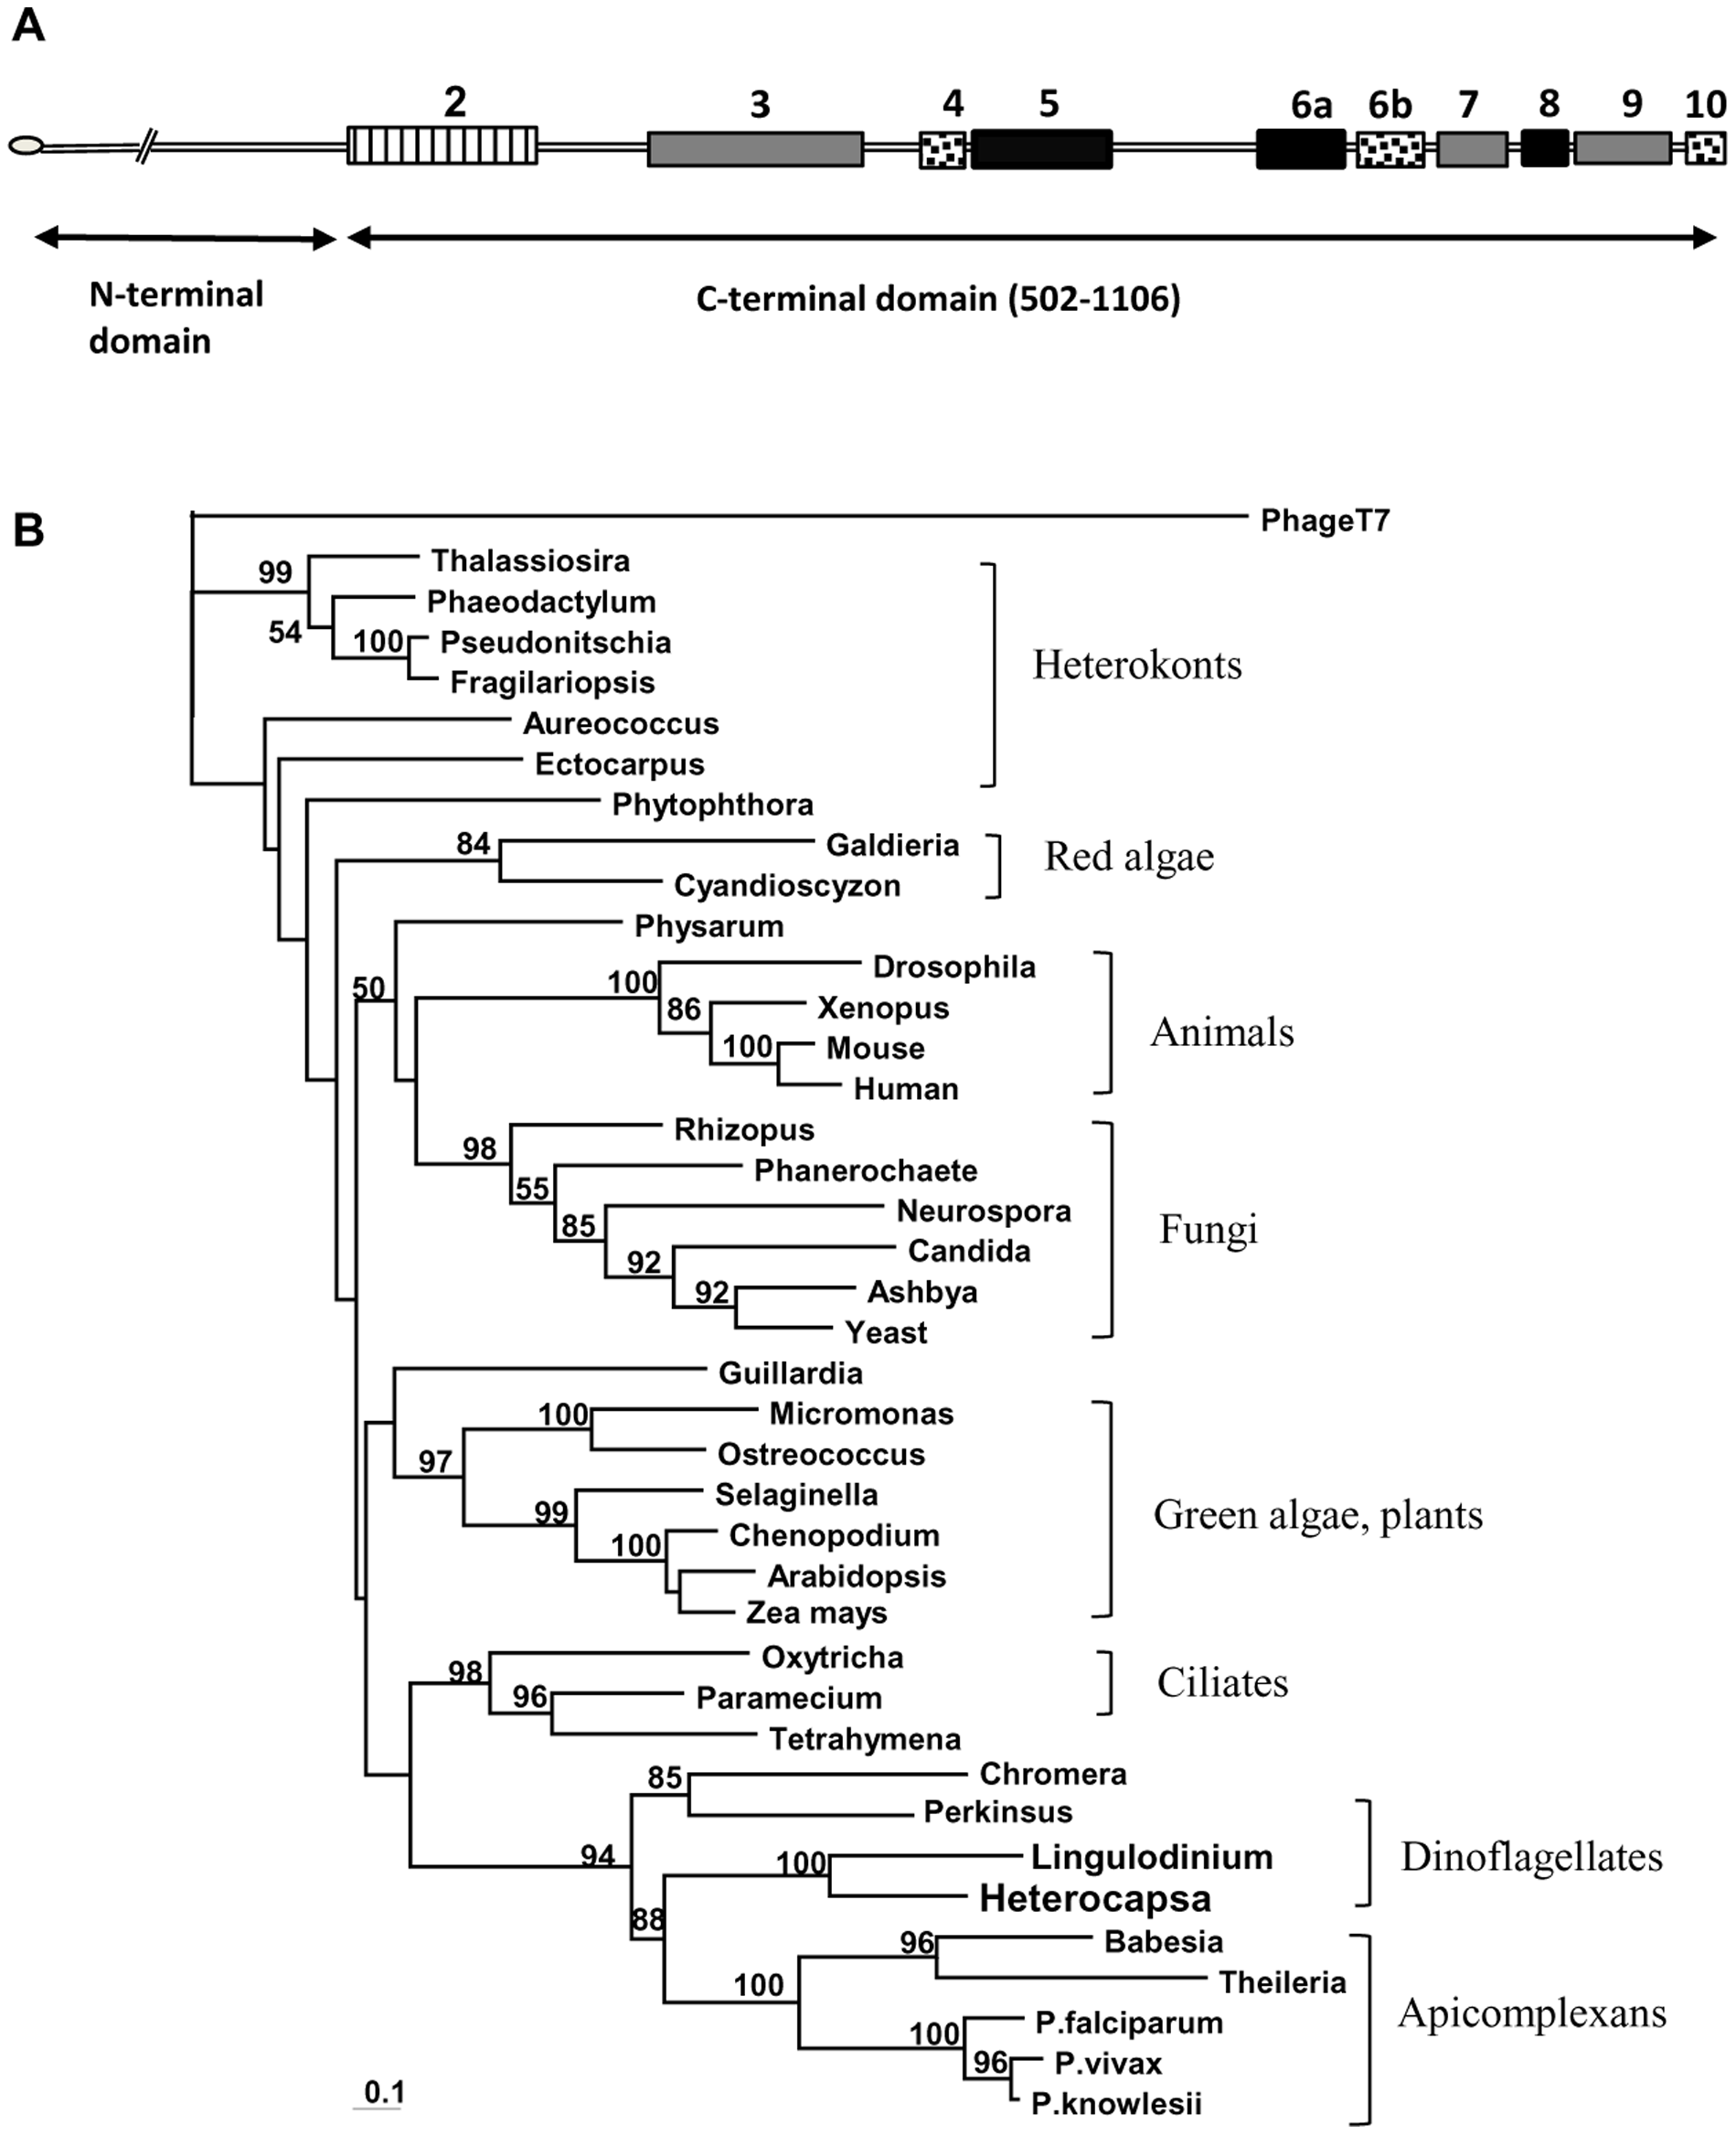 A
2 3 4 5 6a 6b 7 8 9 10
N-terminal
domain
C-terminal domain (502-1106)
B
PhageT7
Thalassiosira
99
Phaeodactylum
54
100
Pseudonitschia
Fragilariopsis
Heterokonts
Aureococcus
Ectocarpus
Phytophthora
84
Galdieria
Cyandioscyzon
Red algae
Physarum
50
100
Drosophila
86
Xenopus
100
Mouse
Human
Animals
Rhizopus
98
Phanerochaete
55
Neurospora
85
Candida
92
Ashbya
92
Yeast
Fungi
Guillardia
100
Micromonas
Ostreococcus
97
Selaginella
99
Chenopodium
100
Arabidopsis
Zea mays
Green algae, plants
Oxytricha
98
96
Paramecium
Tetrahymena
Ciliates
85
Chromera
Perkinsus
94
100
Lingulodinium
Heterocapsa
Dinoflagellates
88
96
Babesia
Theileria
100
P.falciparum
100
96
P.vivax
P.knowlesii
Apicomplexans
0.1